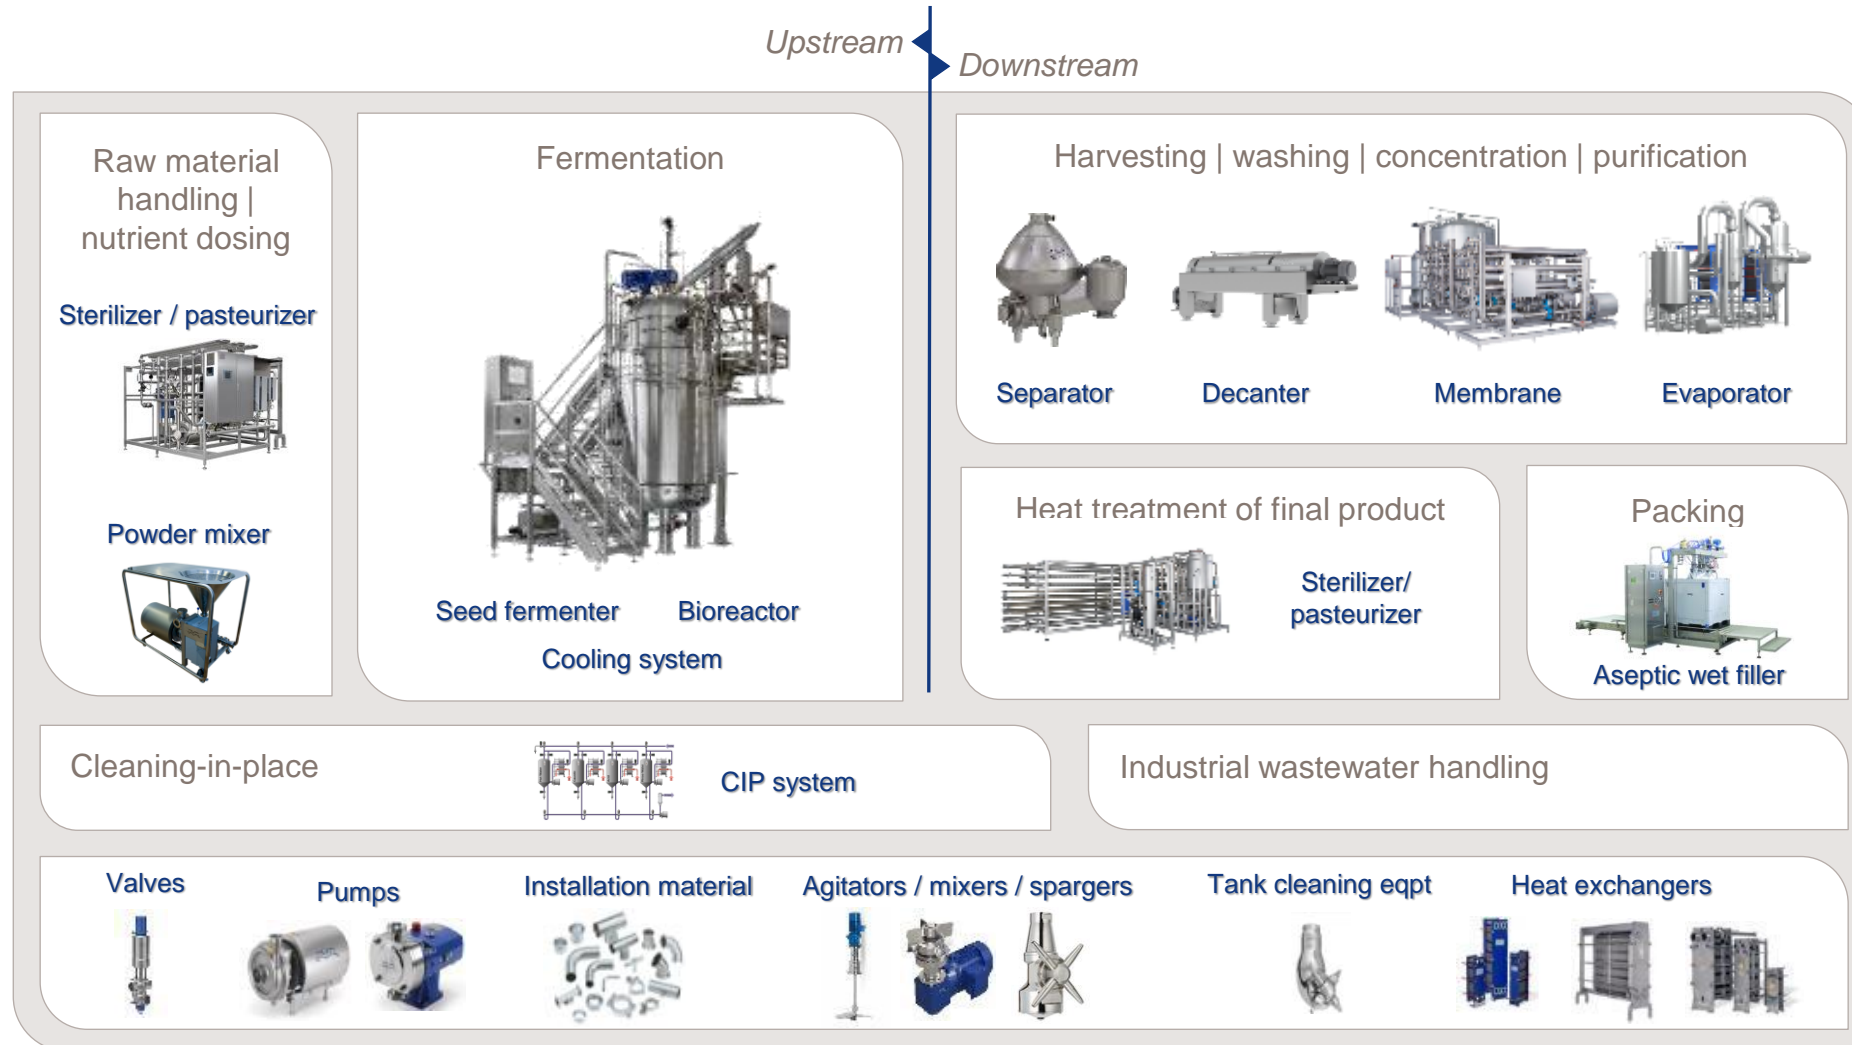 Upstream
Downstream
Raw material
handling |
nutrient dosing
Sterilizer / pasteurizer
Powder mixer
Fermentation
Seed fermenter
Bioreactor
Cooling system
Harvesting | washing | concentration | purification
Separator
Decanter
Membrane
Evaporator
Heat treatment of final product
Sterilizer/
pasteurizer
Packing
Aseptic wet filler
Cleaning-in-place
CIP system
Industrial wastewater handling
Valves
Pumps
Installation material
Agitators / mixers / spargers
Tank cleaning eqpt
Heat exchangers